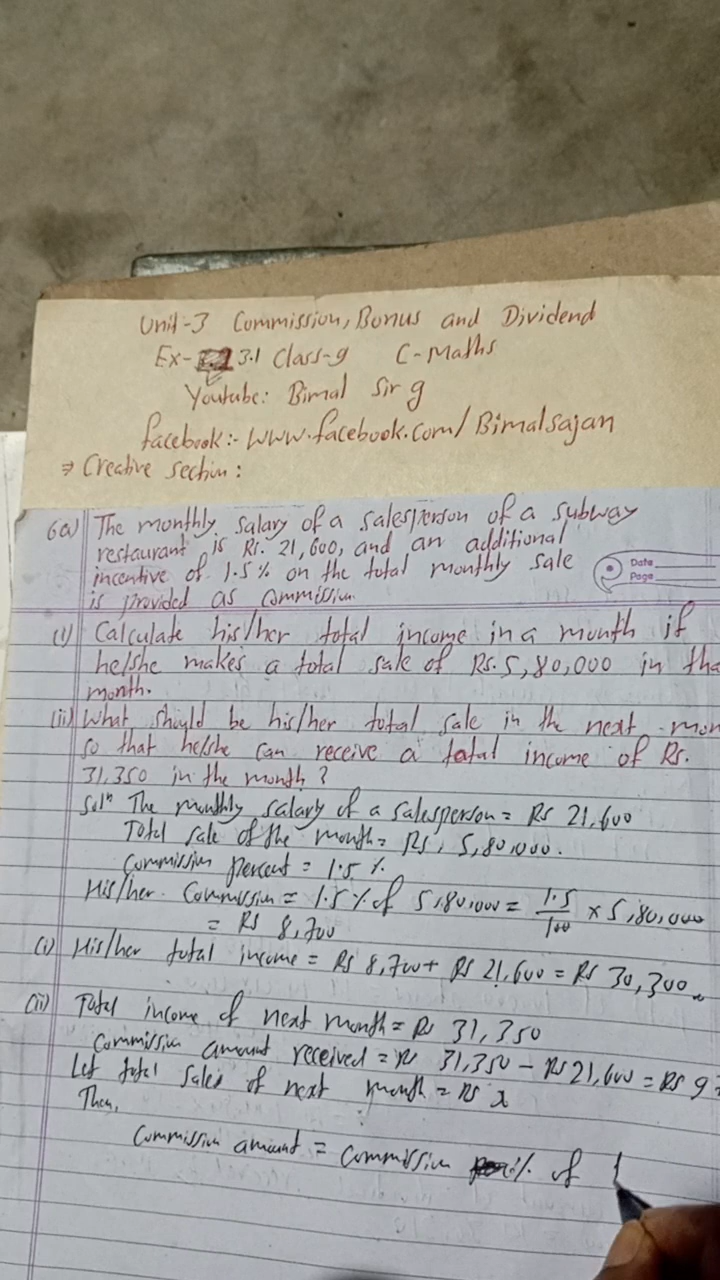 Unit-3 Commission, Bonus and Dividend
Ex- 3.1 Class-9 C-Maths
Youtube: Bimal Sir g
facebook:- www.facebook.com/Bimalsajan
⇒ Creative section:
6a) The monthly salary of a salesperson of a subway
restaurant is Rs. 21,600, and an additional
incentive of 1.5% on the total monthly sale
is provided as commission.
Date
Page
(i) Calculate his/her total income in a month if
he/she makes a total sale of Rs. 5,80,000 in tha
month.
(ii) What should be his/her total sale in the next mon
so that he/she can receive a total income of Rs.
31,350 in the month?
Solⁿ The monthly salary of a salesperson = Rs 21,600
Total sale of the month = Rs. 5,80,000.
Commission percent = 1.5 %.
His/her Commission = 1.5% of 5,80,000 = 1.5/100 × 5,80,000
= Rs 8,700
(i) His/her total income = Rs 8,700 + Rs 21,600 = Rs 30,300
(ii) Total income of next month = Rs 31,350
Commission amount received = Rs 31,350 - Rs 21,600 = Rs 9
Let total sales of next month = Rs x
Then,
Commission amount = Commission % of